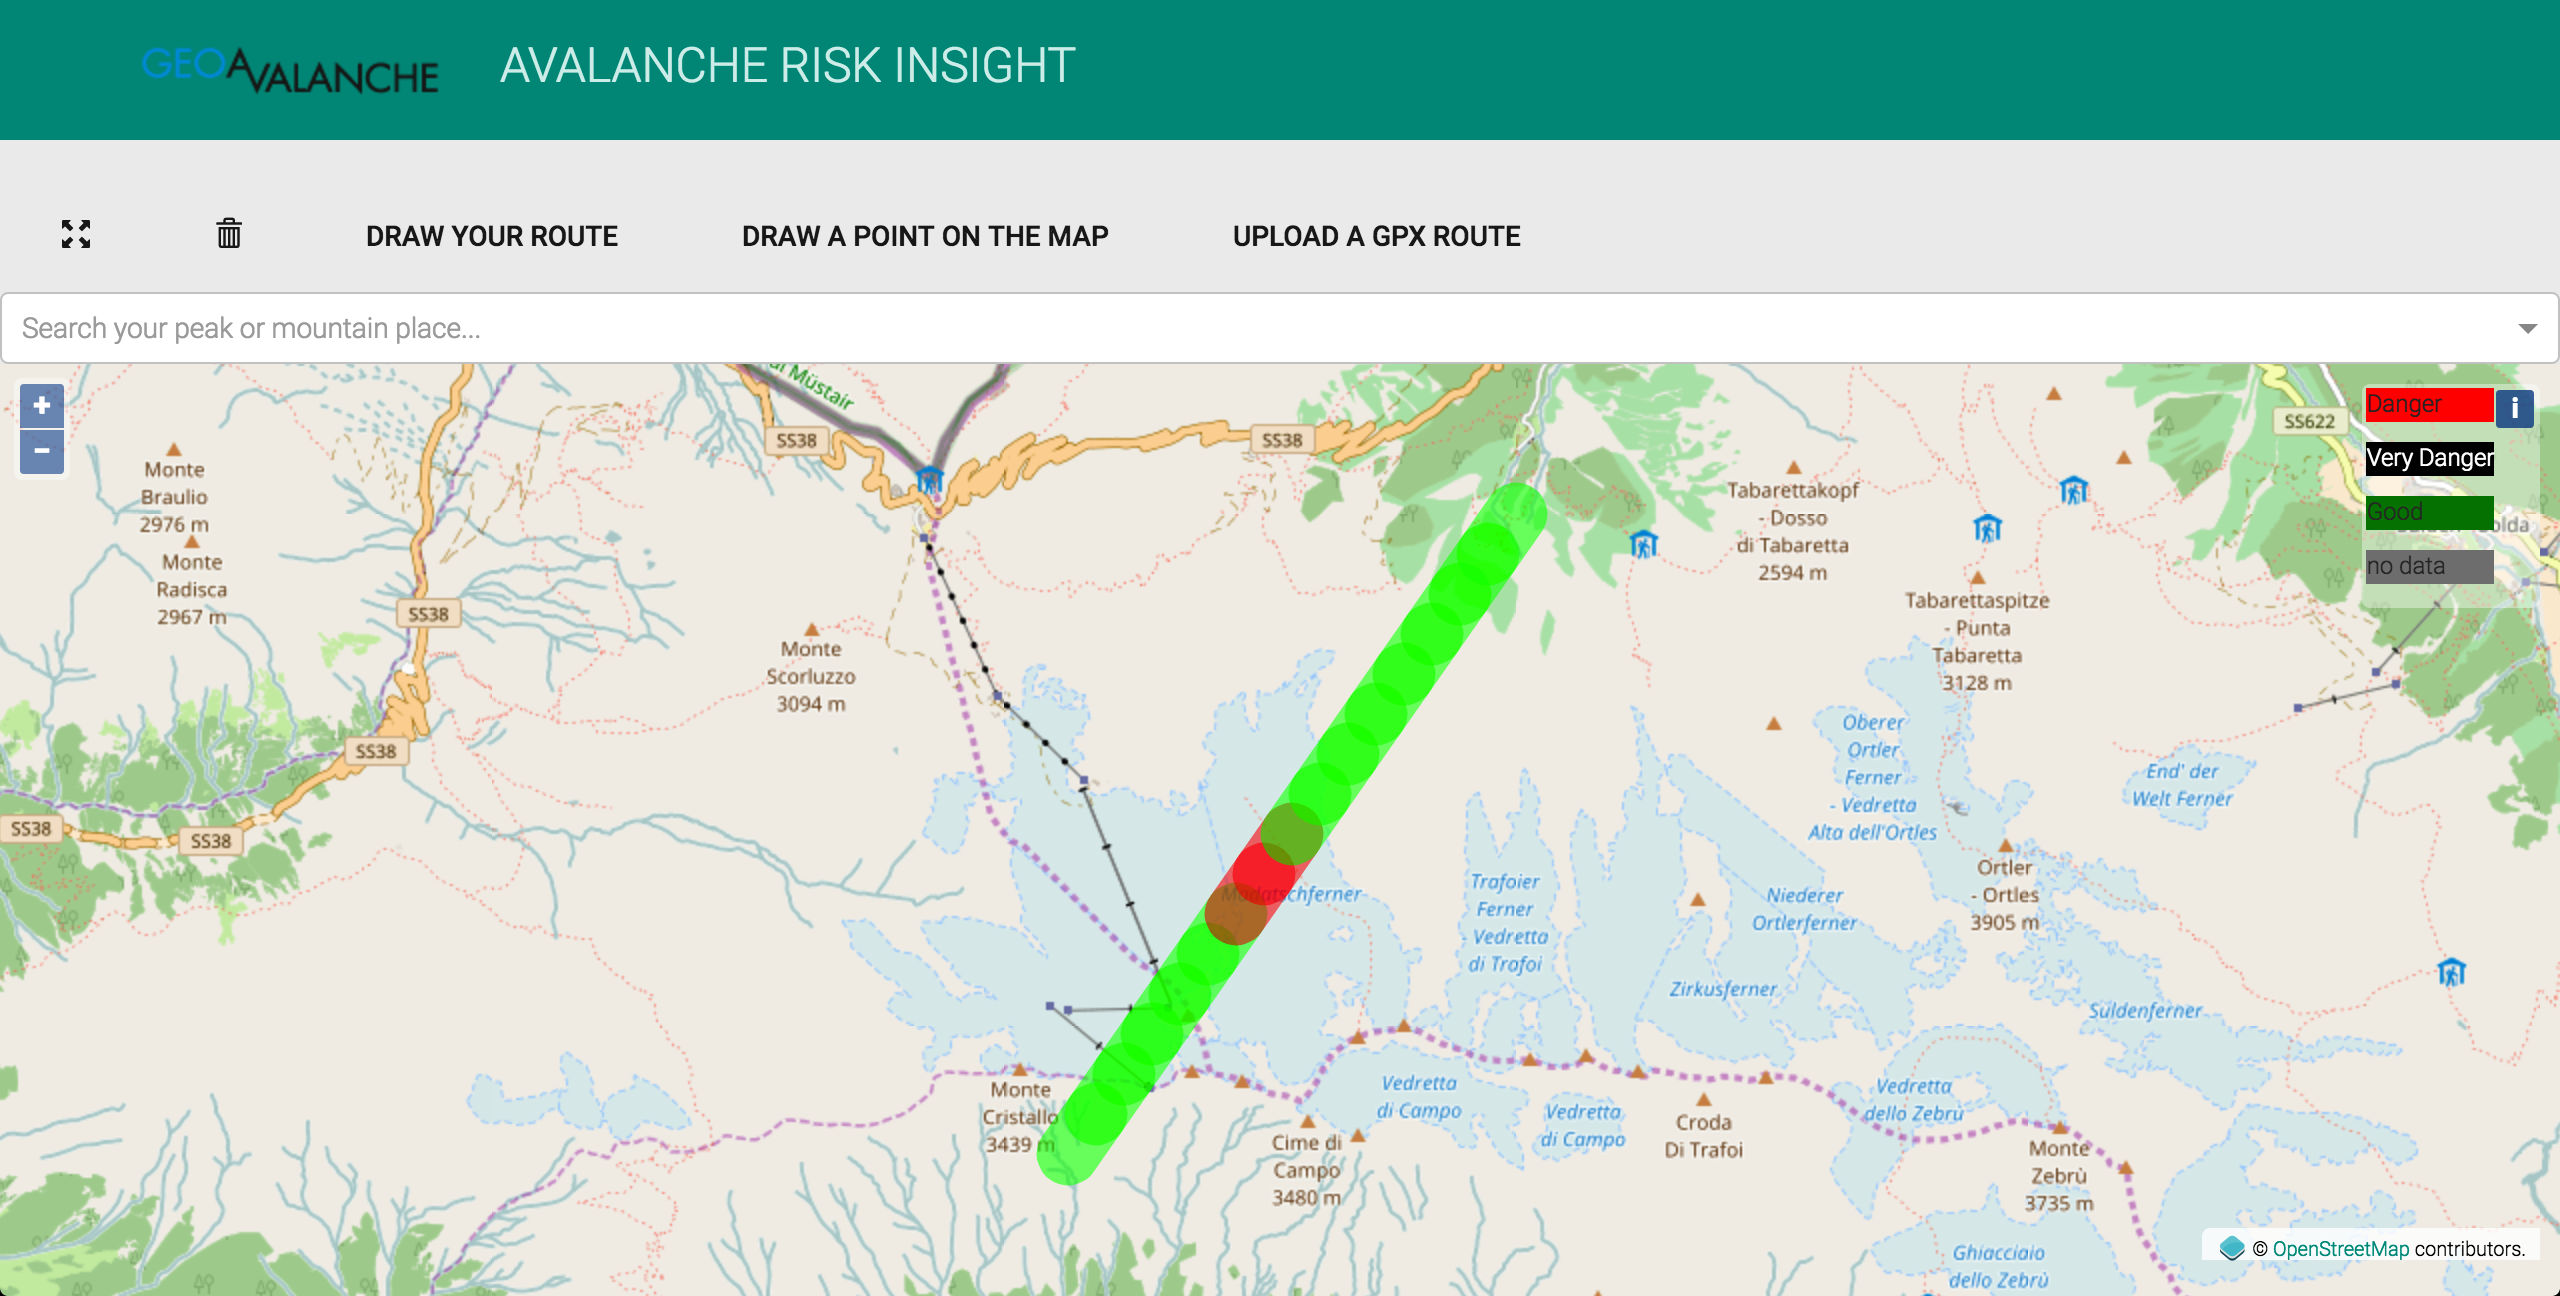 GEOAVALANCHE
AVALANCHE RISK INSIGHT
DRAW YOUR ROUTE
DRAW A POINT ON THE MAP
UPLOAD A GPX ROUTE
Search your peak or mountain place...
+
−
Müstair
SS38
SS38
SS622
Danger
i
Very Danger
Good
olda
no data
Monte
Braulio
2976 m
Monte
Radisca
2967 m
SS38
Tabarettakopf
- Dosso
di Tabaretta
2594 m
Tabarettaspitze
- Punta
Tabaretta
3128 m
Monte
Scorluzzo
3094 m
SS38
SS38
SS38
Oberer
Ortler
Ferner
- Vedretta
Alta dell'Ortles
End' der
Welt Ferner
Madatschferner
Trafoier
Ferner
- Vedretta
di Trafoi
Niederer
Ortlerferner
Ortler
- Ortles
3905 m
Zirkusferner
Suldenferner
Monte
Cristallo
3439 m
Vedretta
di Campo
Vedretta
di Campo
Cime di
Campo
3480 m
Croda
Di Trafoi
Vedretta
dello Zebrù
Monte
Zebrù
3735 m
Ghiacciaio
dello Zebrù
© OpenStreetMap contributors.